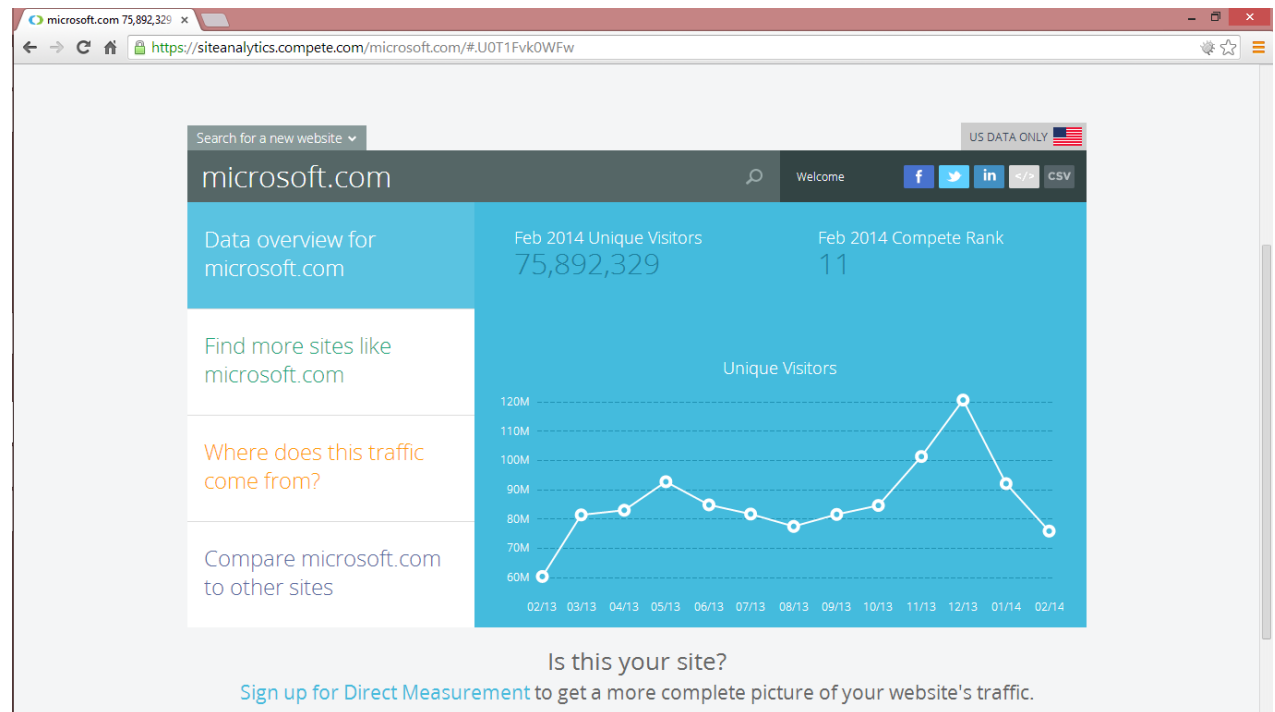 microsoft.com 75,892,329 ×
https://siteanalytics.compete.com/microsoft.com/#.U0T1Fvk0WFw
Search for a new website
US DATA ONLY
microsoft.com
Welcome
f
in
</>
CSV
Data overview for
microsoft.com
Feb 2014 Unique Visitors
75,892,329
Feb 2014 Compete Rank
11
Find more sites like
microsoft.com
Where does this traffic
come from?
Compare microsoft.com
to other sites
Unique Visitors
120M
110M
100M
90M
80M
70M
60M
02/13 03/13 04/13 05/13 06/13 07/13 08/13 09/13 10/13 11/13 12/13 01/14 02/14
Is this your site?
Sign up for Direct Measurement to get a more complete picture of your website's traffic.